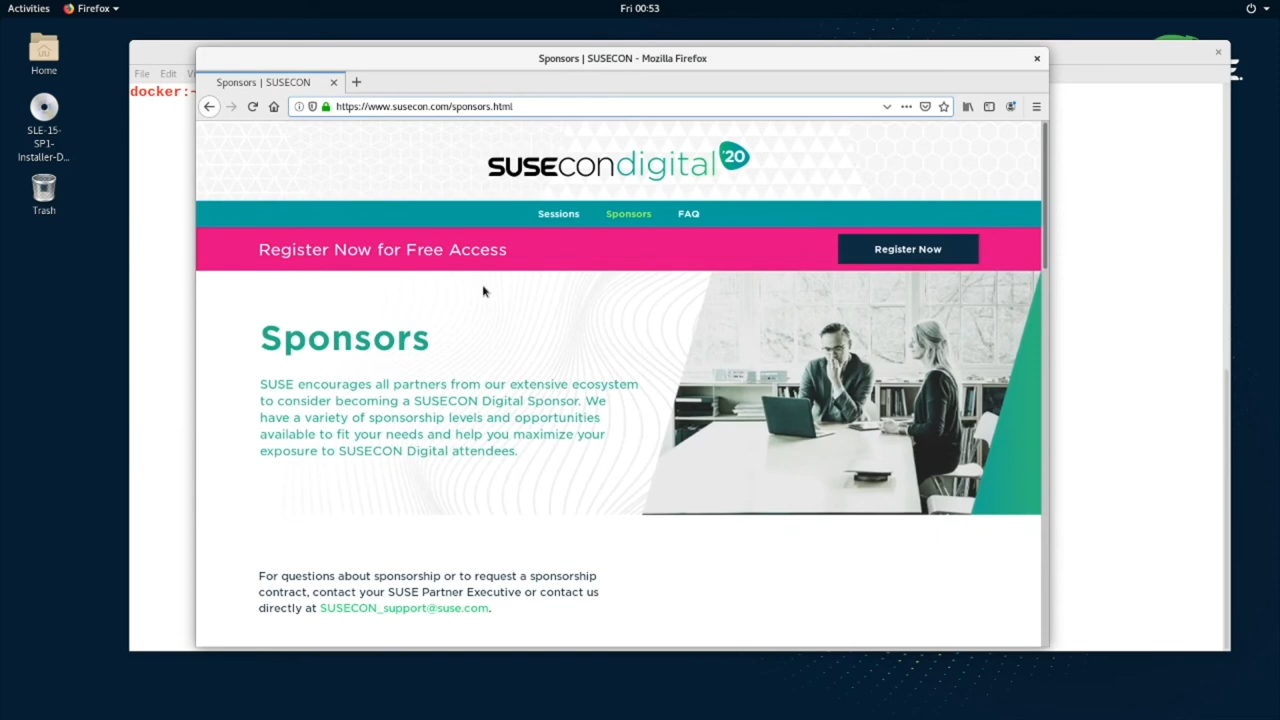 Activities
Firefox
Fri 00:53
Home
SLE-15-
SP1-
Installer-D...
Trash
File Edit
docker:~
Sponsors | SUSECON - Mozilla Firefox
Sponsors | SUSECON
https://www.susecon.com/sponsors.html
SUSEcondigital '20
Sessions
Sponsors
FAQ
Register Now for Free Access
Register Now
Sponsors
SUSE encourages all partners from our extensive ecosystem
to consider becoming a SUSECON Digital Sponsor. We
have a variety of sponsorship levels and opportunities
available to fit your needs and help you maximize your
exposure to SUSECON Digital attendees.
For questions about sponsorship or to request a sponsorship
contract, contact your SUSE Partner Executive or contact us
directly at SUSECON_support@suse.com.